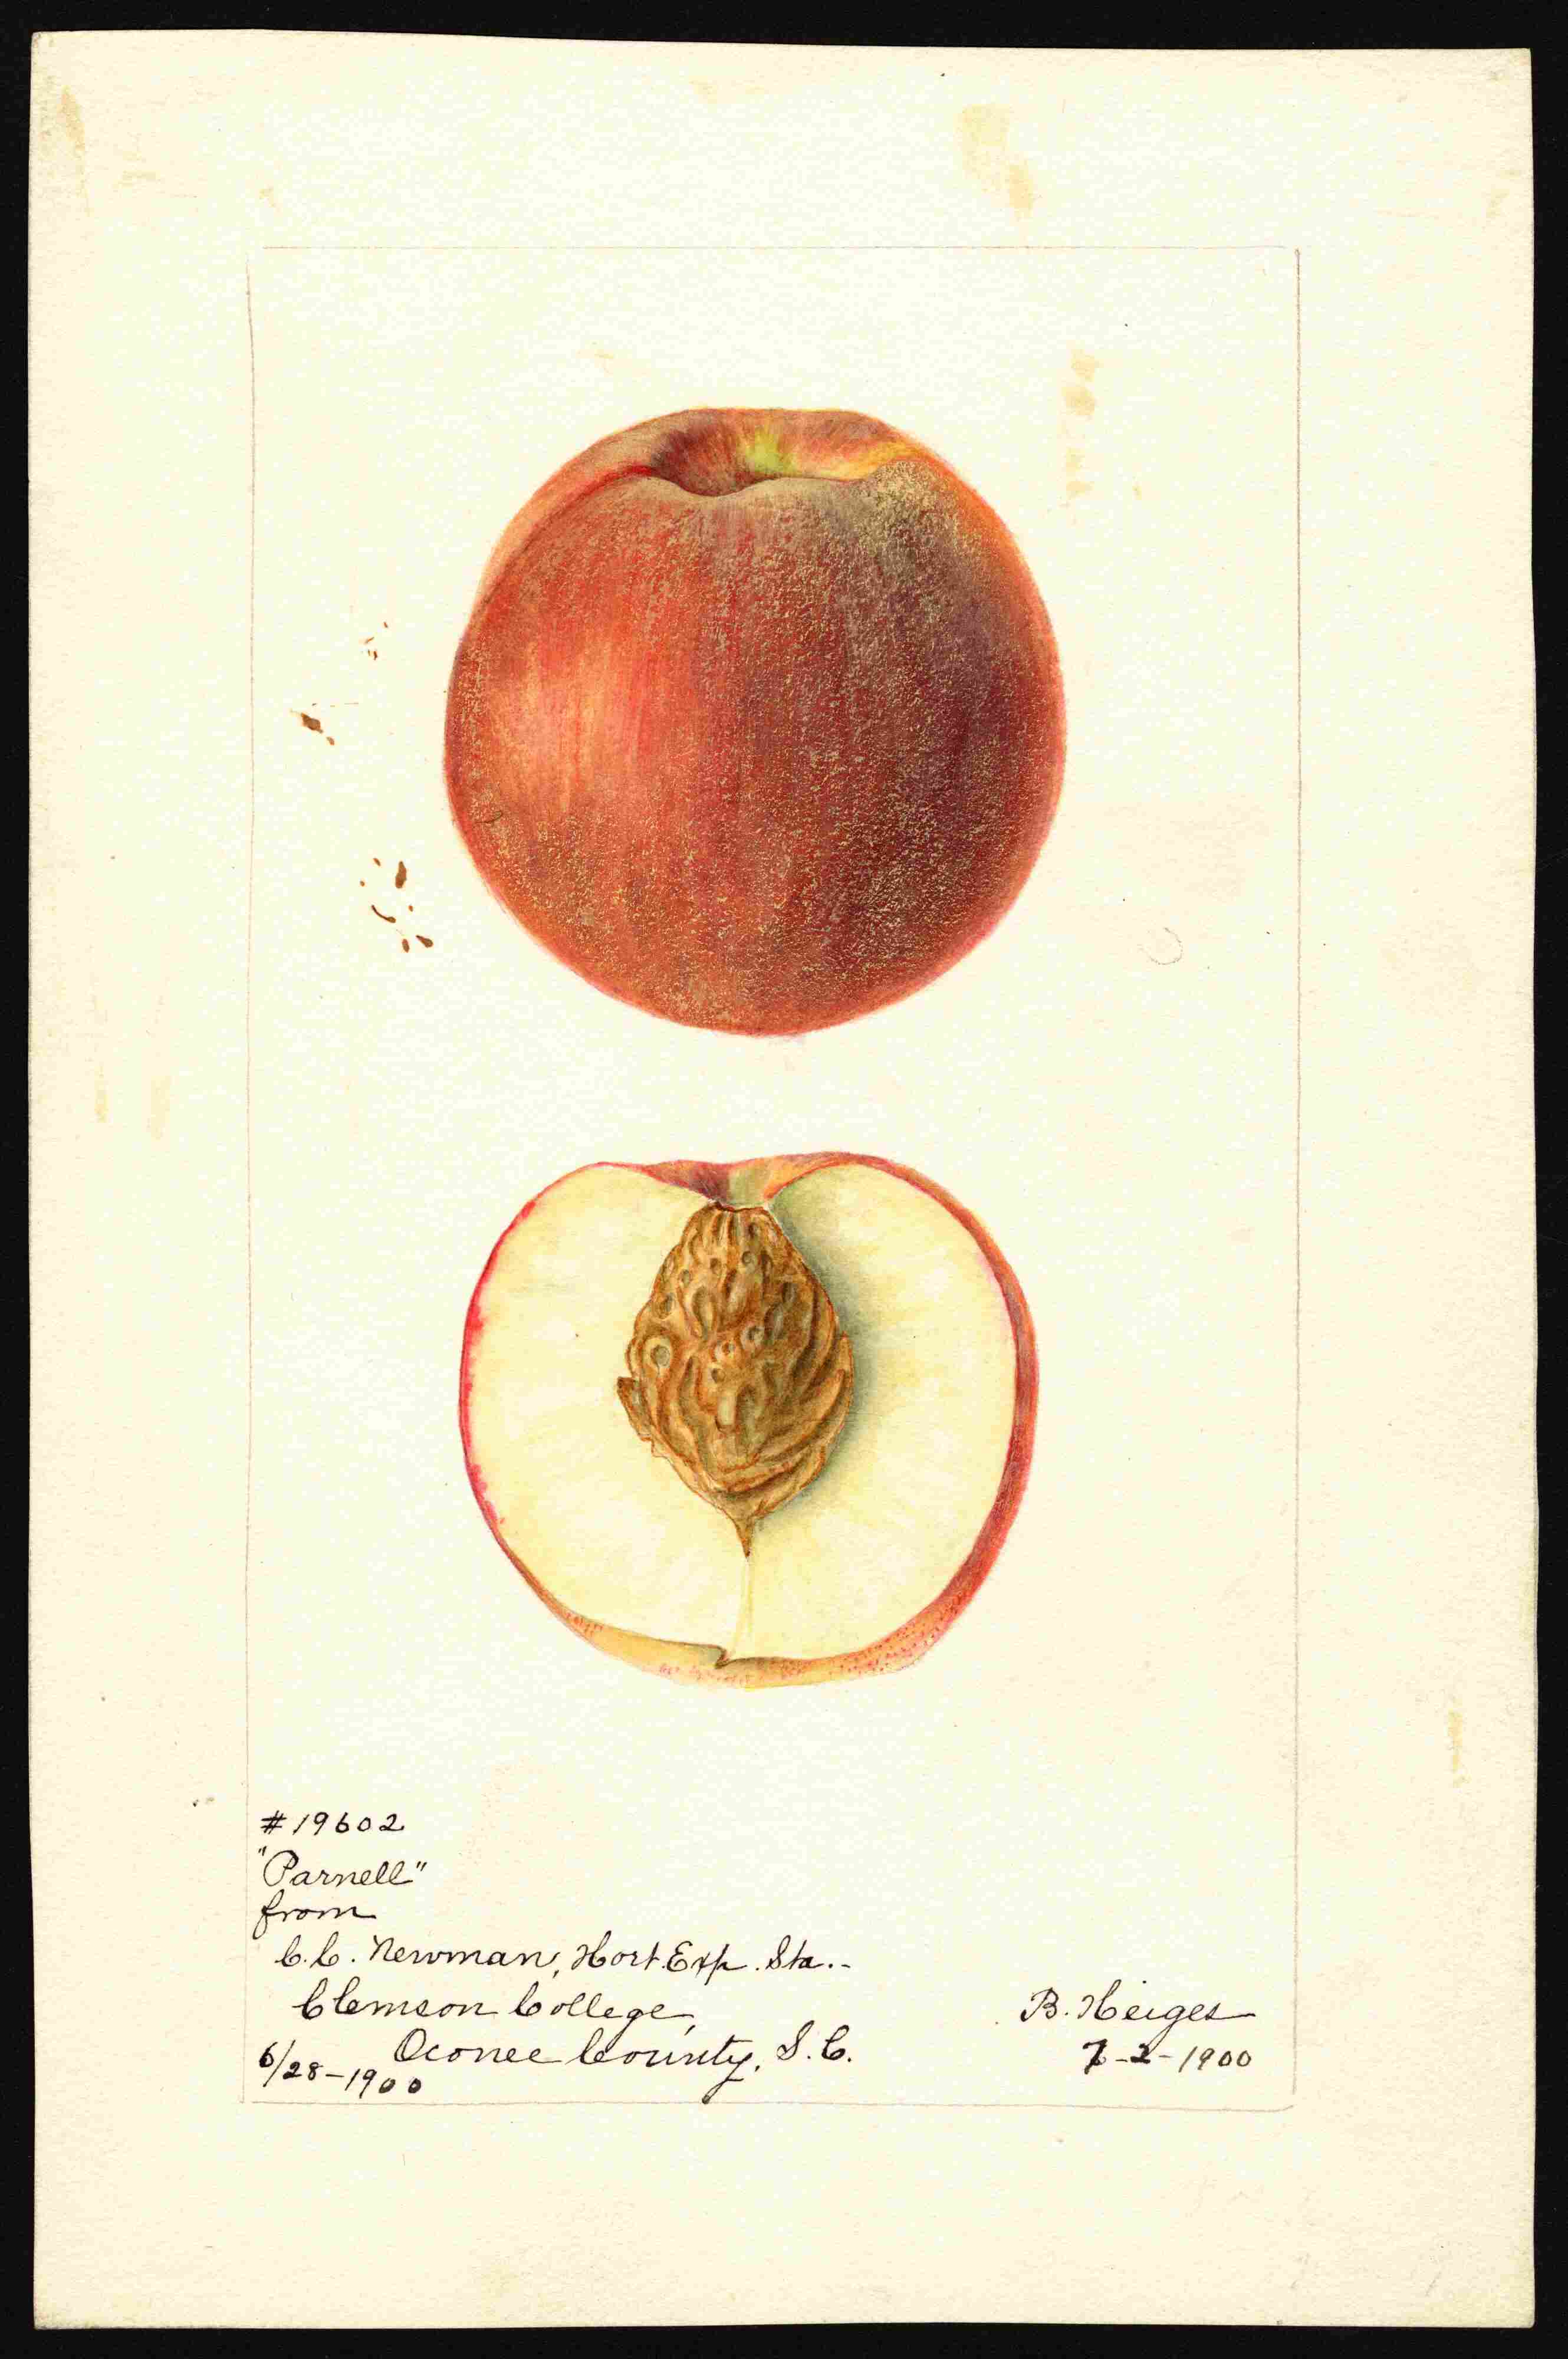 #19602
"Parnell"
from
C.C. Newman, Hort. Exp. Sta.-
Clemson College,
Oconee County, S.C.
6/28-1900
B. Heiges
7-2-1900